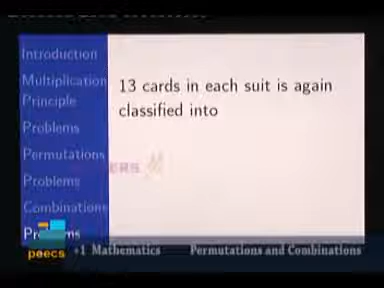 Introduction
Multiplication
Principle
Problems
Permutations
Problems
Combinations
Problems
13 cards in each suit is again
classified into
peecs
+1 Mathematics
Permutations and Combinations